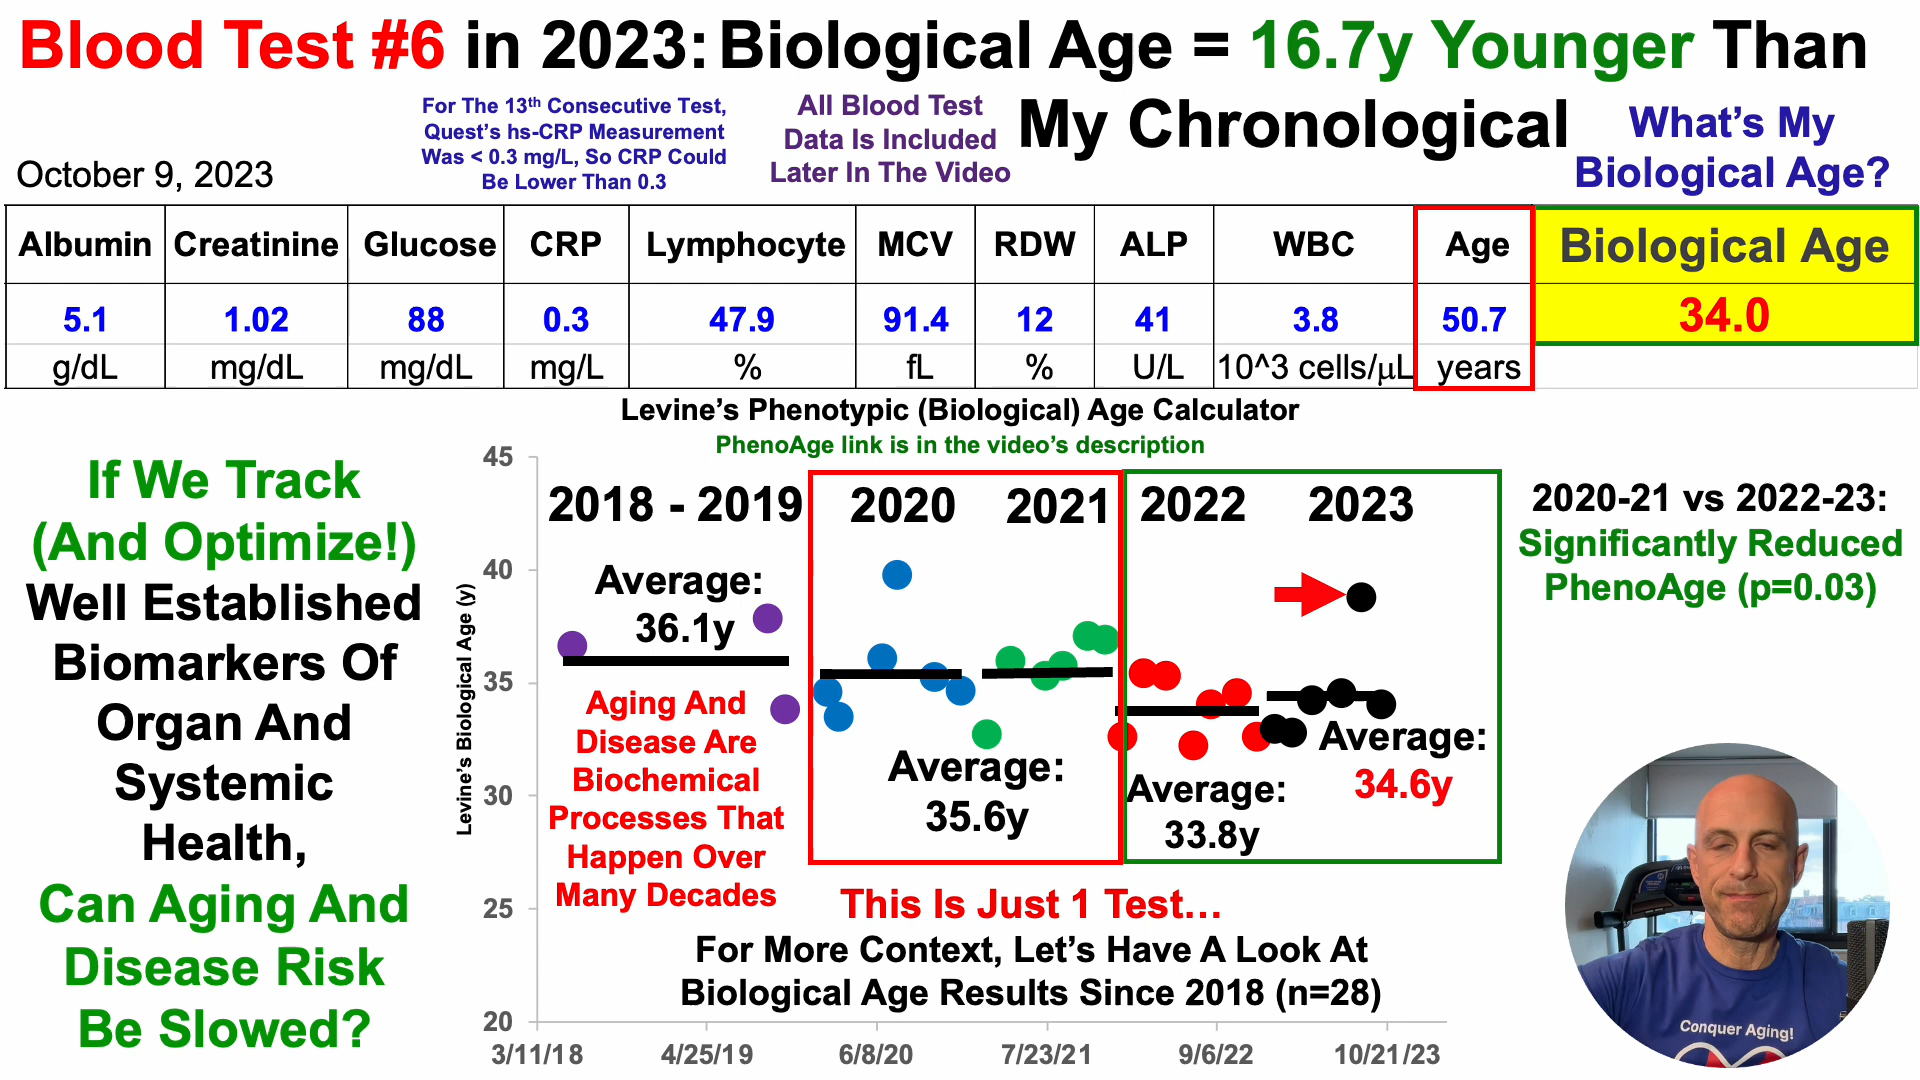 Blood Test #6 in 2023: Biological Age = 16.7y Younger Than
My Chronological
For The 13th Consecutive Test,
Quest's hs-CRP Measurement
Was < 0.3 mg/L, So CRP Could
Be Lower Than 0.3
All Blood Test
Data Is Included
Later In The Video
What's My
Biological Age?
October 9, 2023
Albumin Creatinine Glucose CRP Lymphocyte MCV RDW ALP WBC Age Biological Age
5.1 1.02 88 0.3 47.9 91.4 12 41 3.8 50.7 34.0
g/dL mg/dL mg/dL mg/L % fL % U/L 10^3 cells/μL years
Levine's Phenotypic (Biological) Age Calculator
PhenoAge link is in the video's description
If We Track
(And Optimize!)
Well Established
Biomarkers Of
Organ And
Systemic
Health,
Can Aging And
Disease Risk
Be Slowed?
Levine's Biological Age (y)
45
40
35
30
25
20
2018 - 2019
2020
2021
2022
2023
Average:
36.1y
Aging And
Disease Are
Biochemical
Processes That
Happen Over
Many Decades
Average:
35.6y
Average:
33.8y
Average:
34.6y
2020-21 vs 2022-23:
Significantly Reduced
PhenoAge (p=0.03)
This Is Just 1 Test...
For More Context, Let's Have A Look At
Biological Age Results Since 2018 (n=28)
3/11/18 4/25/19 6/8/20 7/23/21 9/6/22 10/21/23
Conquer Aging!